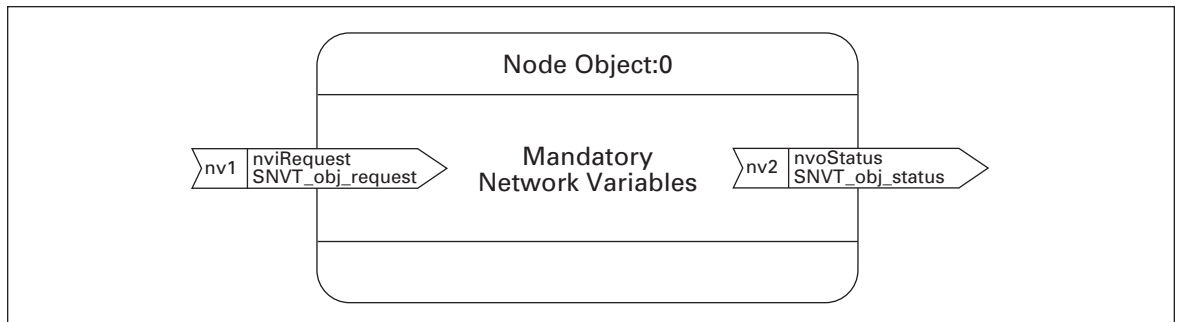 Node Object:0
nv1
nviRequest
SNVT_obj_request
Mandatory
Network Variables
nv2
nvoStatus
SNVT_obj_status